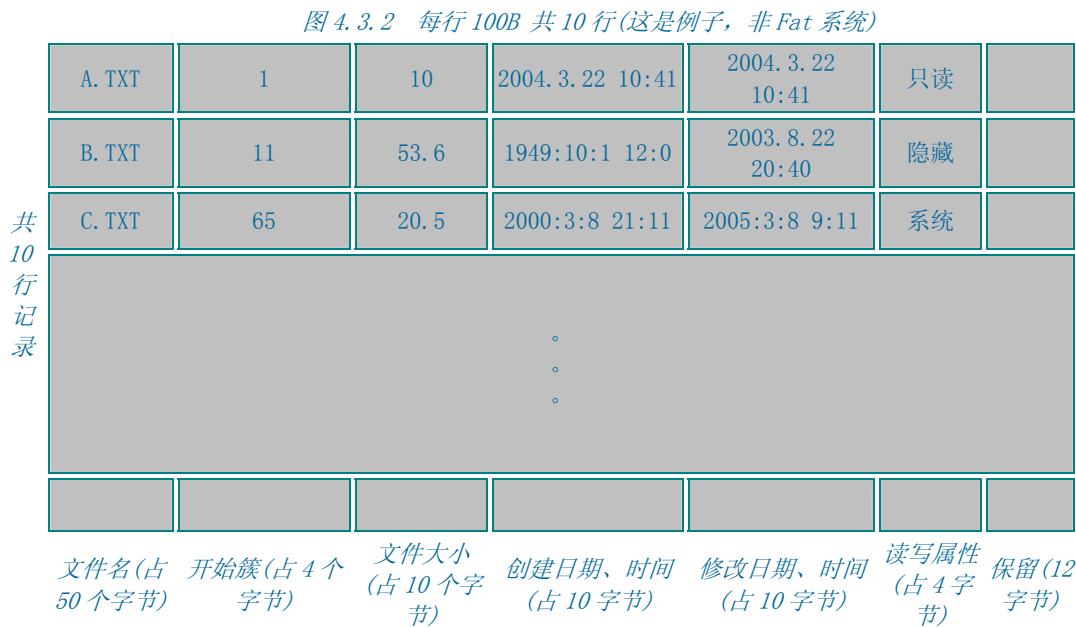 图 4.3.2 每行 100B 共 10 行(这是例子，非 Fat 系统)
A.TXT 1 10 2004.3.22 10:41 2004.3.22 10:41 只读
B.TXT 11 53.6 1949:10:1 12:0 2003.8.22 20:40 隐藏
C.TXT 65 20.5 2000:3:8 21:11 2005:3:8 9:11 系统
共
10
行
记
录
。
。
。
文件名(占
50 个字节)
开始簇(占 4 个
字节)
文件大小
(占 10 个字
节)
创建日期、时间
(占 10 字节)
修改日期、时间
(占 10 字节)
读写属性
(占 4 字
节)
保留(12
字节)